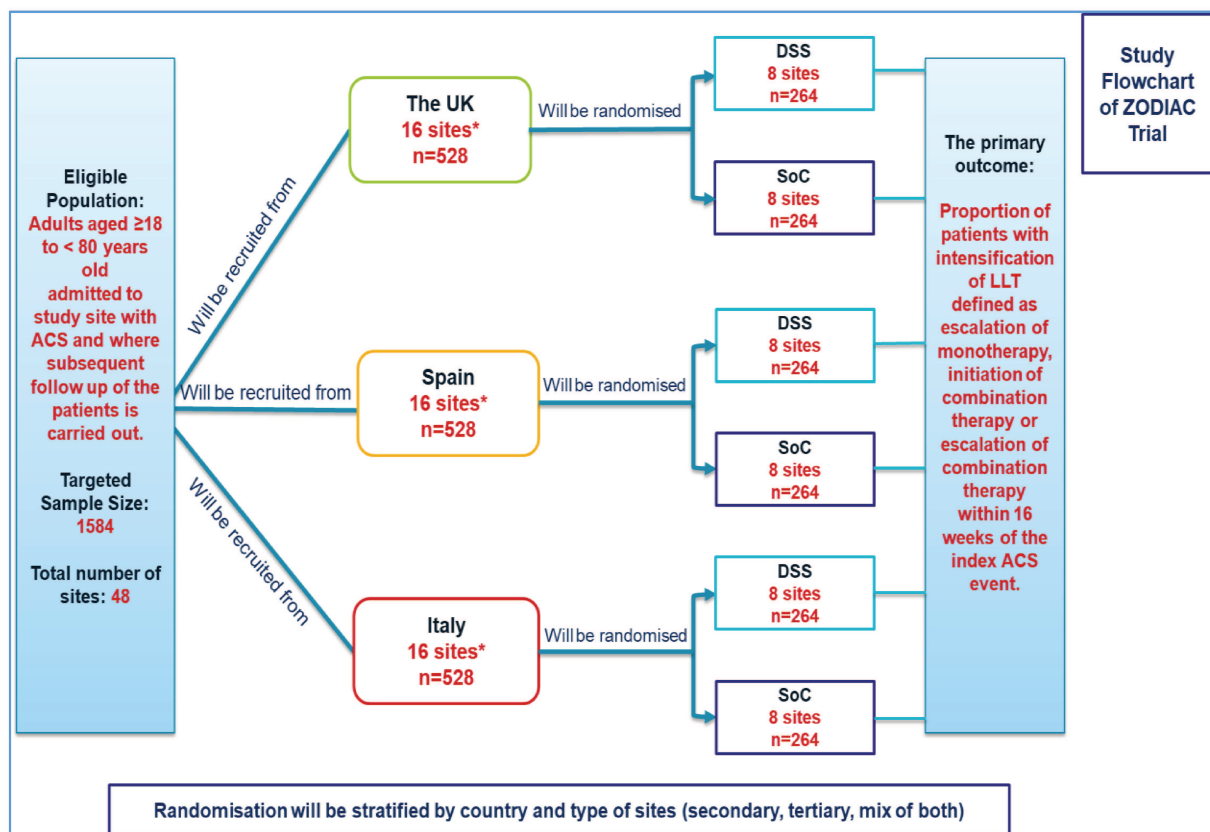 Study
Flowchart
of ZODIAC
Trial
Eligible
Population:
Adults aged ≥18
to < 80 years
old
admitted to
study site with
ACS and where
subsequent
follow up of the
patients is
carried out.
Targeted
Sample Size:
1584
Total number of
sites: 48
Will be recruited from
The UK
16 sites*
n=528
Will be randomised
DSS
8 sites
n=264
SoC
8 sites
n=264
Will be recruited from
Spain
16 sites*
n=528
Will be randomised
DSS
8 sites
n=264
SoC
8 sites
n=264
Will be recruited from
Italy
16 sites*
n=528
Will be randomised
DSS
8 sites
n=264
SoC
8 sites
n=264
The primary
outcome:
Proportion of
patients with
intensification
of LLT
defined as
escalation of
monotherapy,
initiation of
combination
therapy or
escalation of
combination
therapy
within 16
weeks of the
index ACS
event.
Randomisation will be stratified by country and type of sites (secondary, tertiary, mix of both)